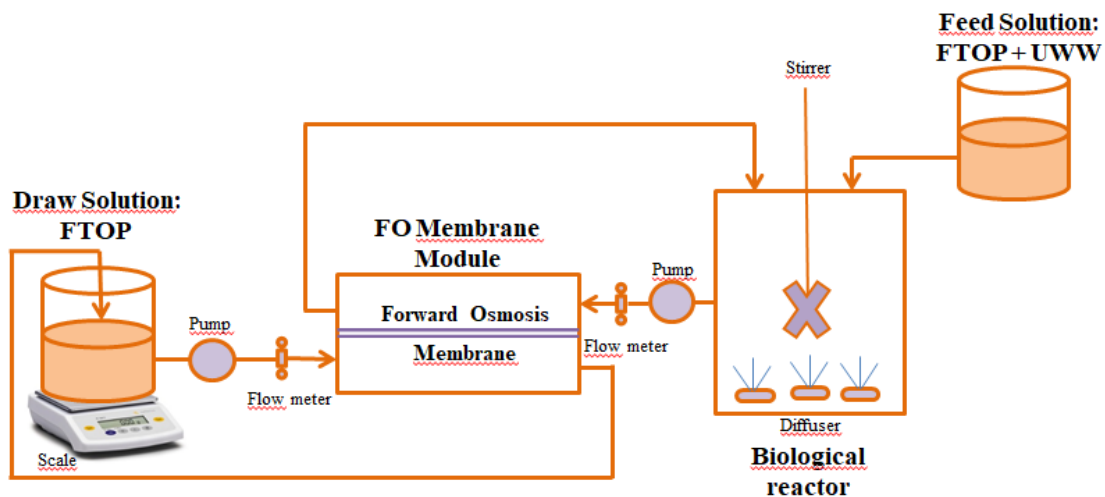 Feed Solution:
FTOP + UWW
Stirrer
Draw Solution:
FTOP
FO Membrane
Module
Pump
Forward Osmosis
Membrane
Pump
Flow meter
Flow meter
Scale
Diffuser
Biological
reactor